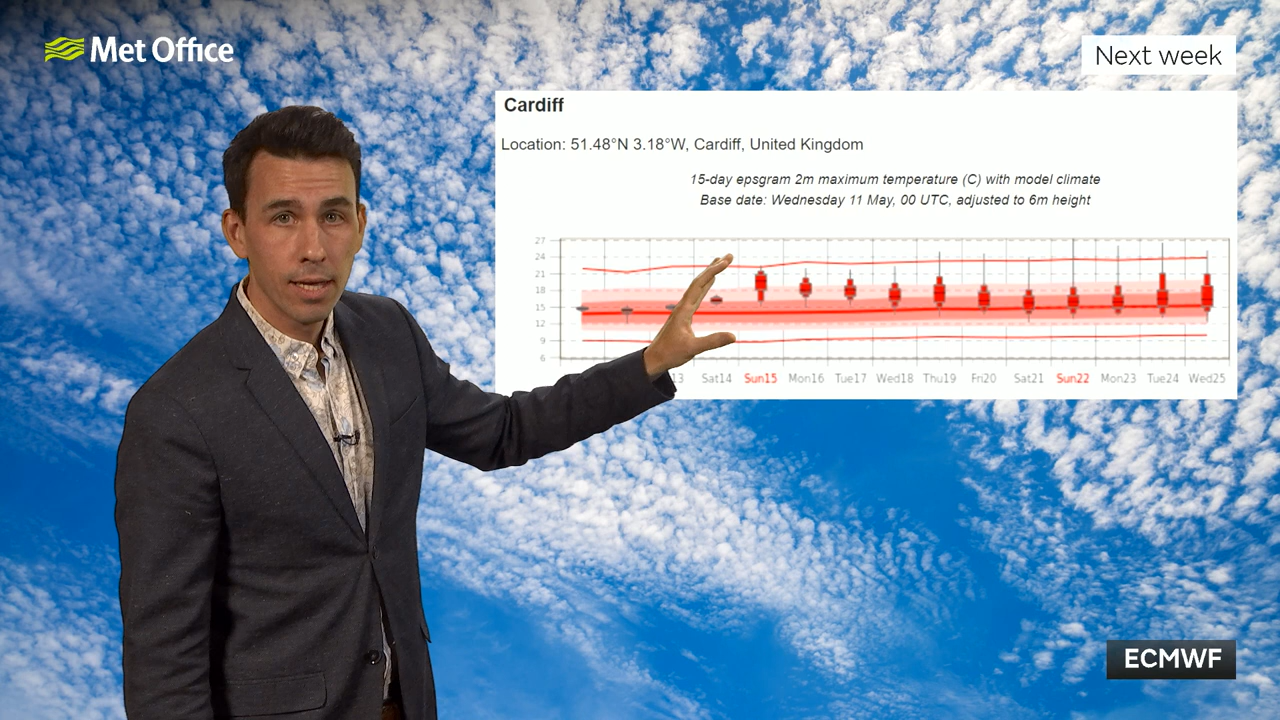 Met Office
Next week
Cardiff
Location: 51.48°N 3.18°W, Cardiff, United Kingdom
15-day epsgram 2m maximum temperature (C) with model climate
Base date: Wednesday 11 May, 00 UTC, adjusted to 6m height
27
24
21
18
15
12
9
6
13 Sat14 Sun15 Mon16 Tue17 Wed18 Thu19 Fri20 Sat21 Sun22 Mon23 Tue24 Wed25
ECMWF